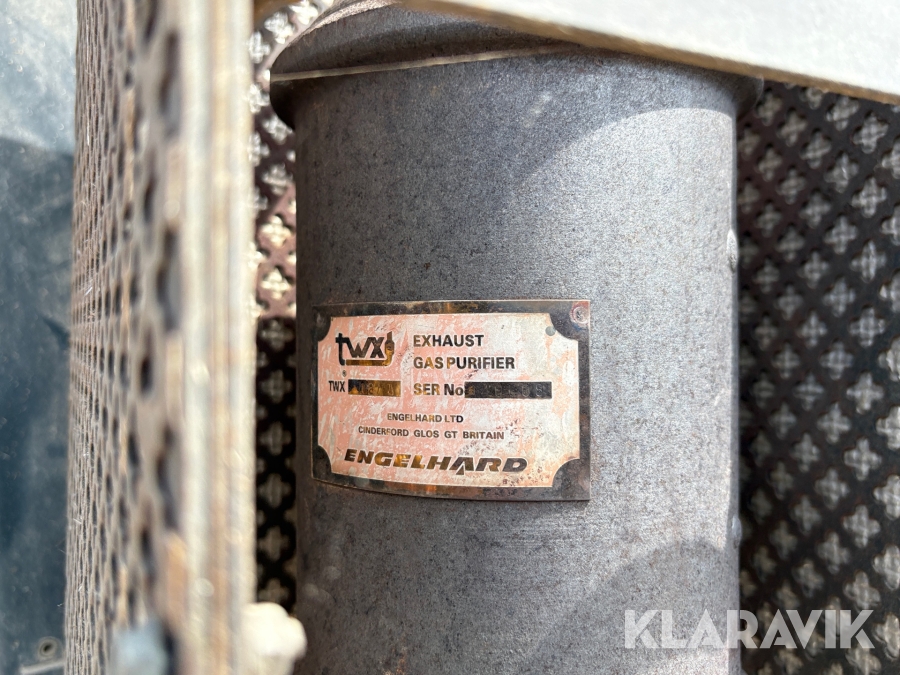 twx
EXHAUST
GAS PURIFIER
TWX
SER No
ENGELHARD LTD
CINDERFORD GLOS GT BRITAIN
ENGELHARD
KLARAVIK